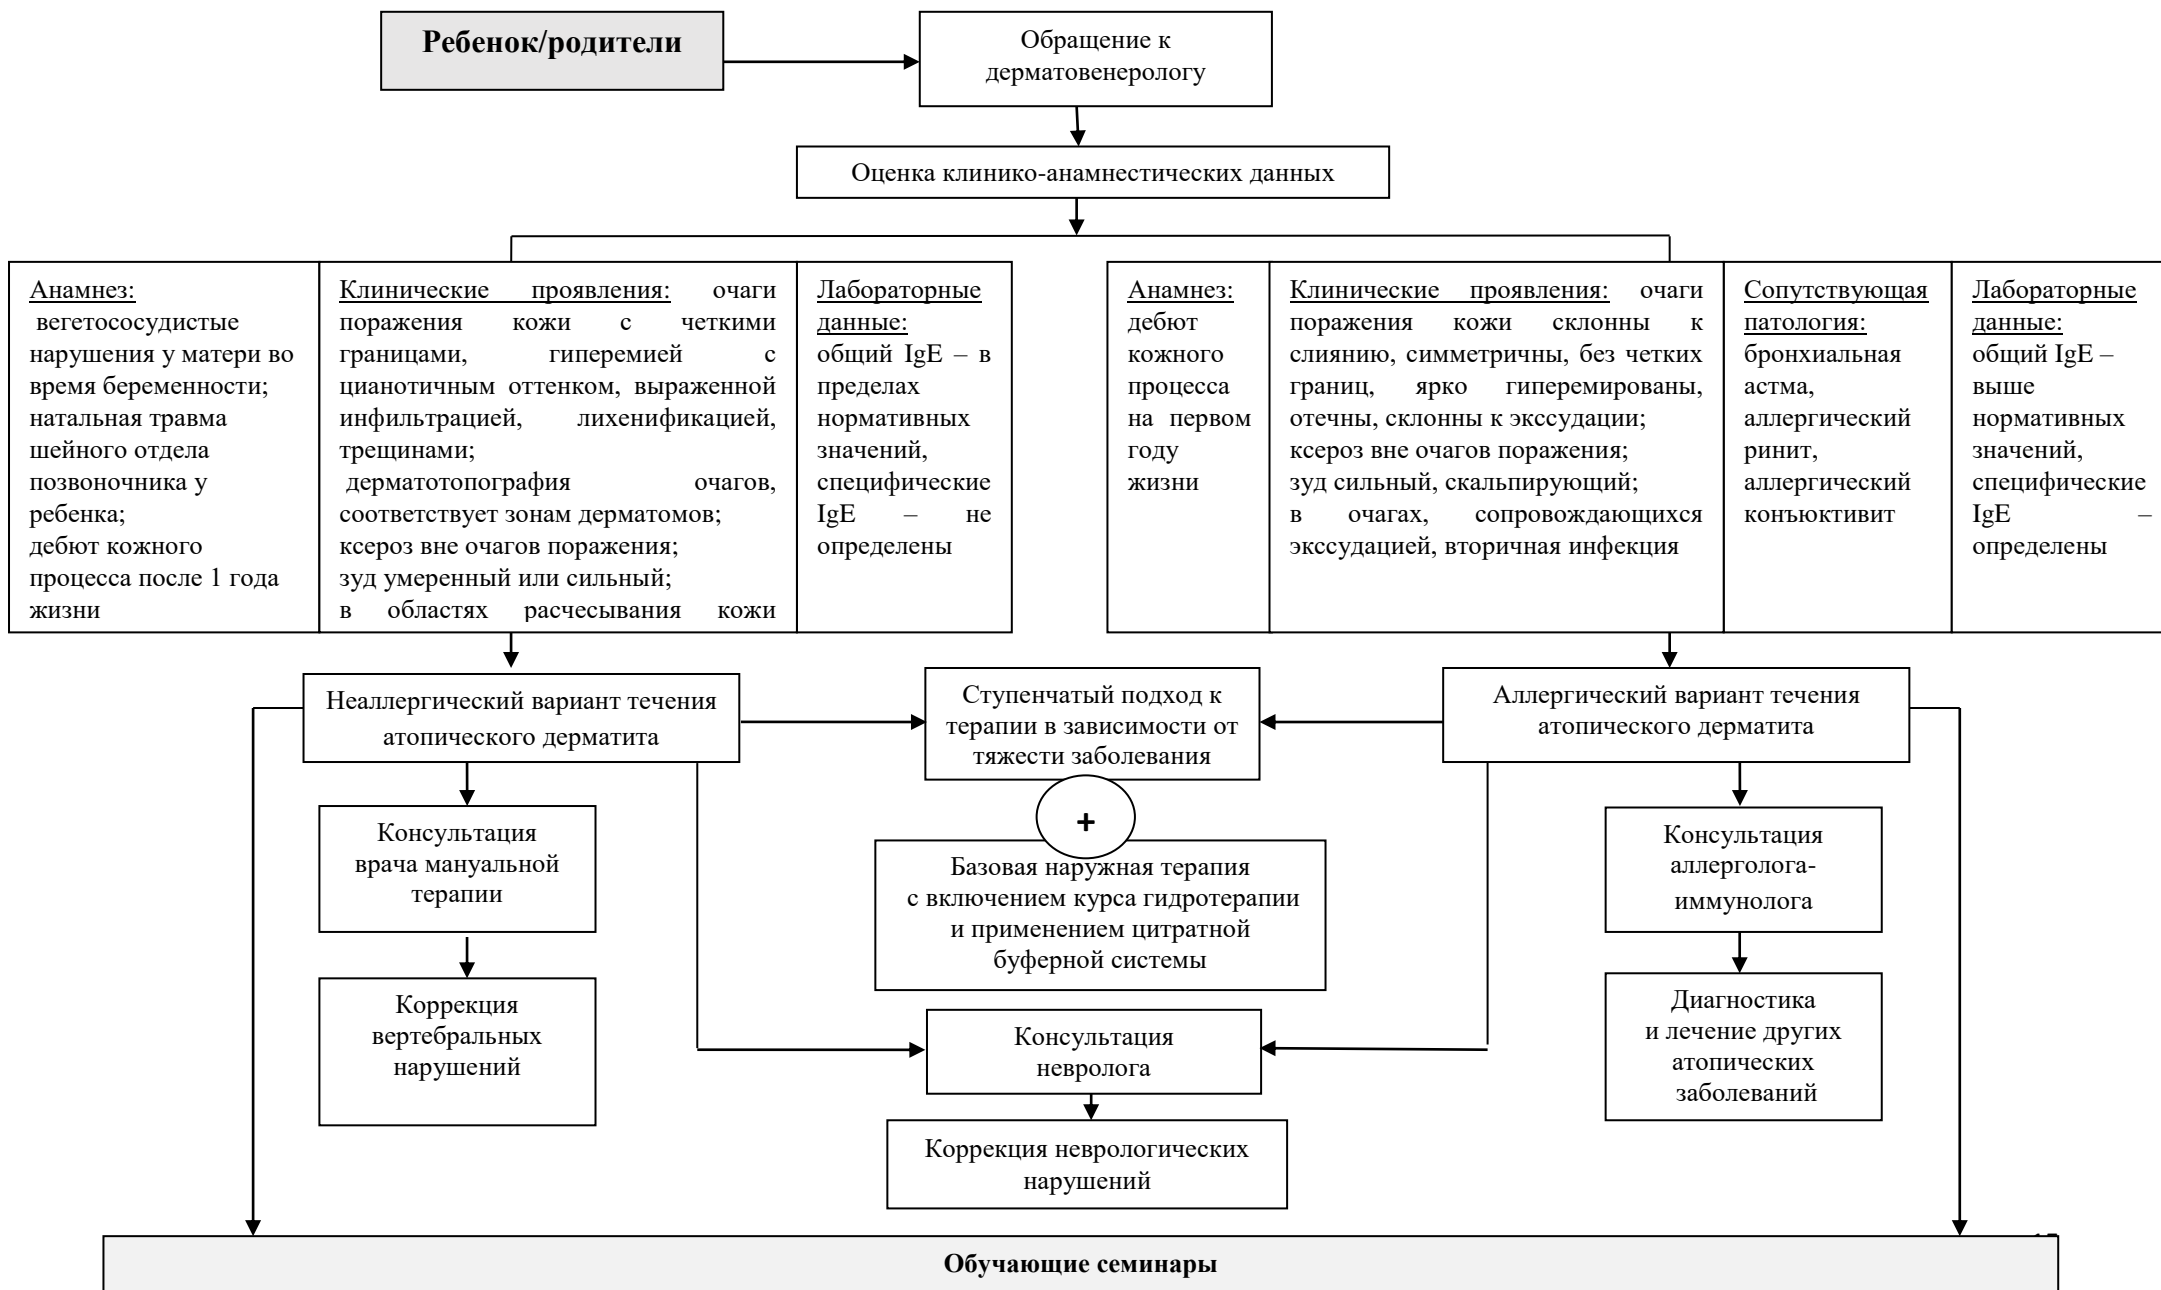 Ребенок/родители
Обращение к
дерматовенерологу
Оценка клинико-анамнестических данных
Анамнез:
вегетососудистые
нарушения у матери во
время беременности;
натальная травма
шейного отдела
позвоночника у
ребенка;
дебют кожного
процесса после 1 года
жизни
Клинические проявления: очаги
поражения кожи с четкими
границами, гиперемией с
цианотичным оттенком, выраженной
инфильтрацией, лихенификацией,
трещинами;
дерматотопография очагов,
соответствует зонам дерматомов;
ксероз вне очагов поражения;
зуд умеренный или сильный;
в областях расчесывания кожи
Лабораторные
данные:
общий IgE – в
пределах
нормативных
значений,
специфические
IgE – не
определены
Анамнез:
дебют
кожного
процесса
на первом
году
жизни
Клинические проявления: очаги
поражения кожи склонны к
слиянию, симметричны, без четких
границ, ярко гиперемированы,
отечны, склонны к экссудации;
ксероз вне очагов поражения;
зуд сильный, скальпирующий;
в очагах, сопровождающихся
экссудацией, вторичная инфекция
Сопутствующая
патология:
бронхиальная
астма,
аллергический
ринит,
аллергический
конъюктивит
Лабораторные
данные:
общий IgE –
выше
нормативных
значений,
специфические
IgE –
определены
Неаллергический вариант течения
атопического дерматита
Ступенчатый подход к
терапии в зависимости от
тяжести заболевания
Аллергический вариант течения
атопического дерматита
+
Консультация
врача мануальной
терапии
Базовая наружная терапия
с включением курса гидротерапии
и применением цитратной
буферной системы
Консультация
аллерголога-
иммунолога
Коррекция
вертебральных
нарушений
Консультация
невролога
Диагностика
и лечение других
атопических
заболеваний
Коррекция неврологических
нарушений
Обучающие семинары